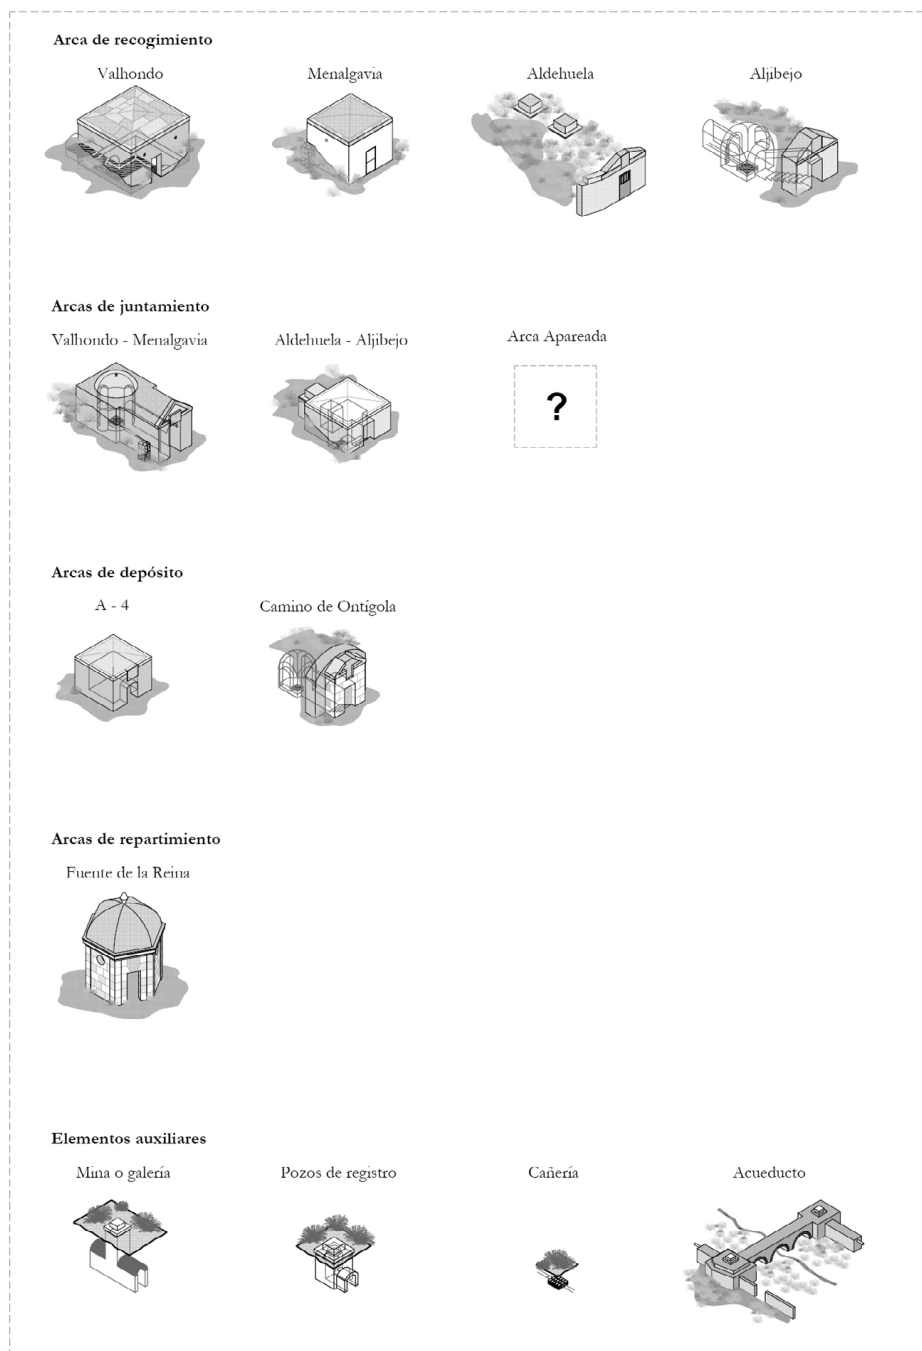 Arca de recogimiento
Valhondo Menalgavia Aldehuela Aljibejo
Arcas de juntamiento
Valhondo - Menalgavia Aldehuela - Aljibejo Arca Apareada
?
Arcas de depósito
A - 4 Camino de Ontígola
Arcas de repartimiento
Fuente de la Reina
Elementos auxiliares
Mina o galería Pozos de registro Cañería Acueducto